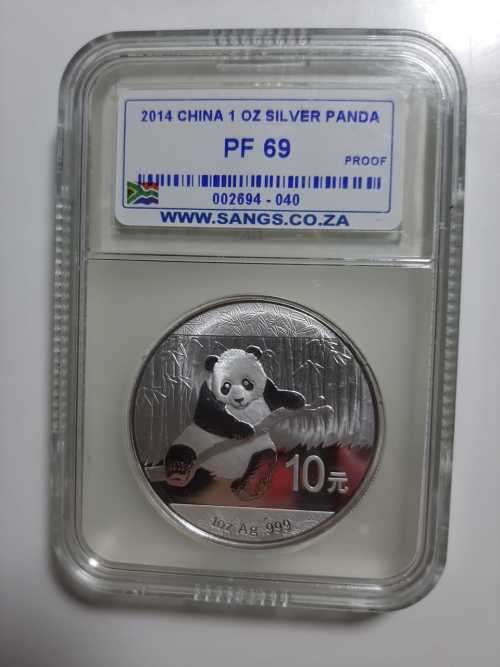 2014 CHINA 1 OZ SILVER PANDA
PF 69
PROOF
002694 - 040
WWW.SANGS.CO.ZA
10元
1oz Ag .999